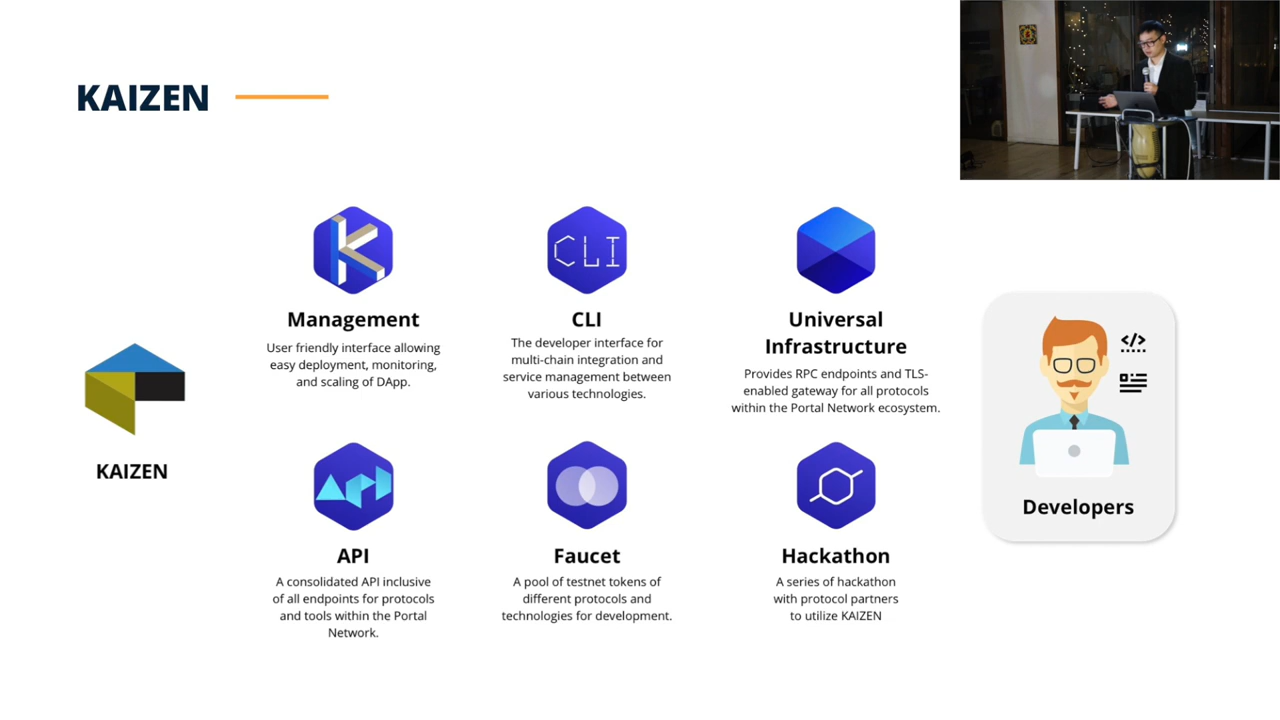 KAIZEN
Management
User friendly interface allowing
easy deployment, monitoring,
and scaling of DApp.
CLI
CLI
The developer interface for
multi-chain integration and
service management between
various technologies.
Universal
Infrastructure
Provides RPC endpoints and TLS-
enabled gateway for all protocols
within the Portal Network ecosystem.
KAIZEN
API
API
A consolidated API inclusive
of all endpoints for protocols
and tools within the Portal
Network.
Faucet
A pool of testnet tokens of
different protocols and
technologies for development.
Hackathon
A series of hackathon
with protocol partners
to utilize KAIZEN
</>
Developers